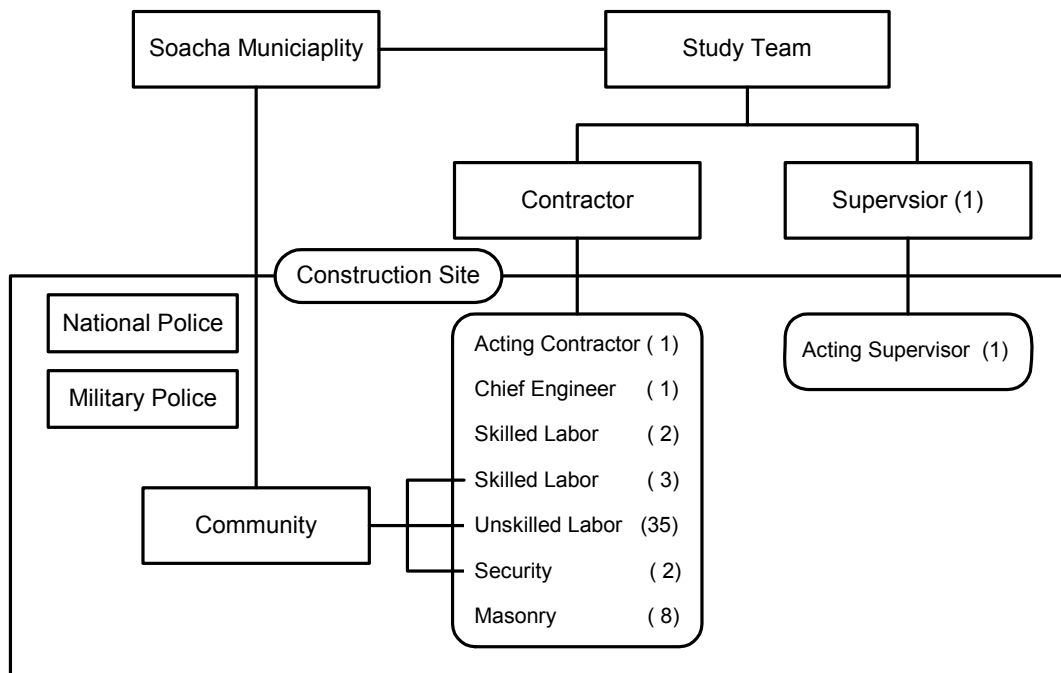 Soacha Municiaplity
Study Team
Contractor
Supervsior (1)
Construction Site
National Police
Military Police
Community
Acting Contractor ( 1)
Chief Engineer ( 1)
Skilled Labor ( 2)
Skilled Labor ( 3)
Unskilled Labor (35)
Security ( 2)
Masonry ( 8)
Acting Supervisor (1)